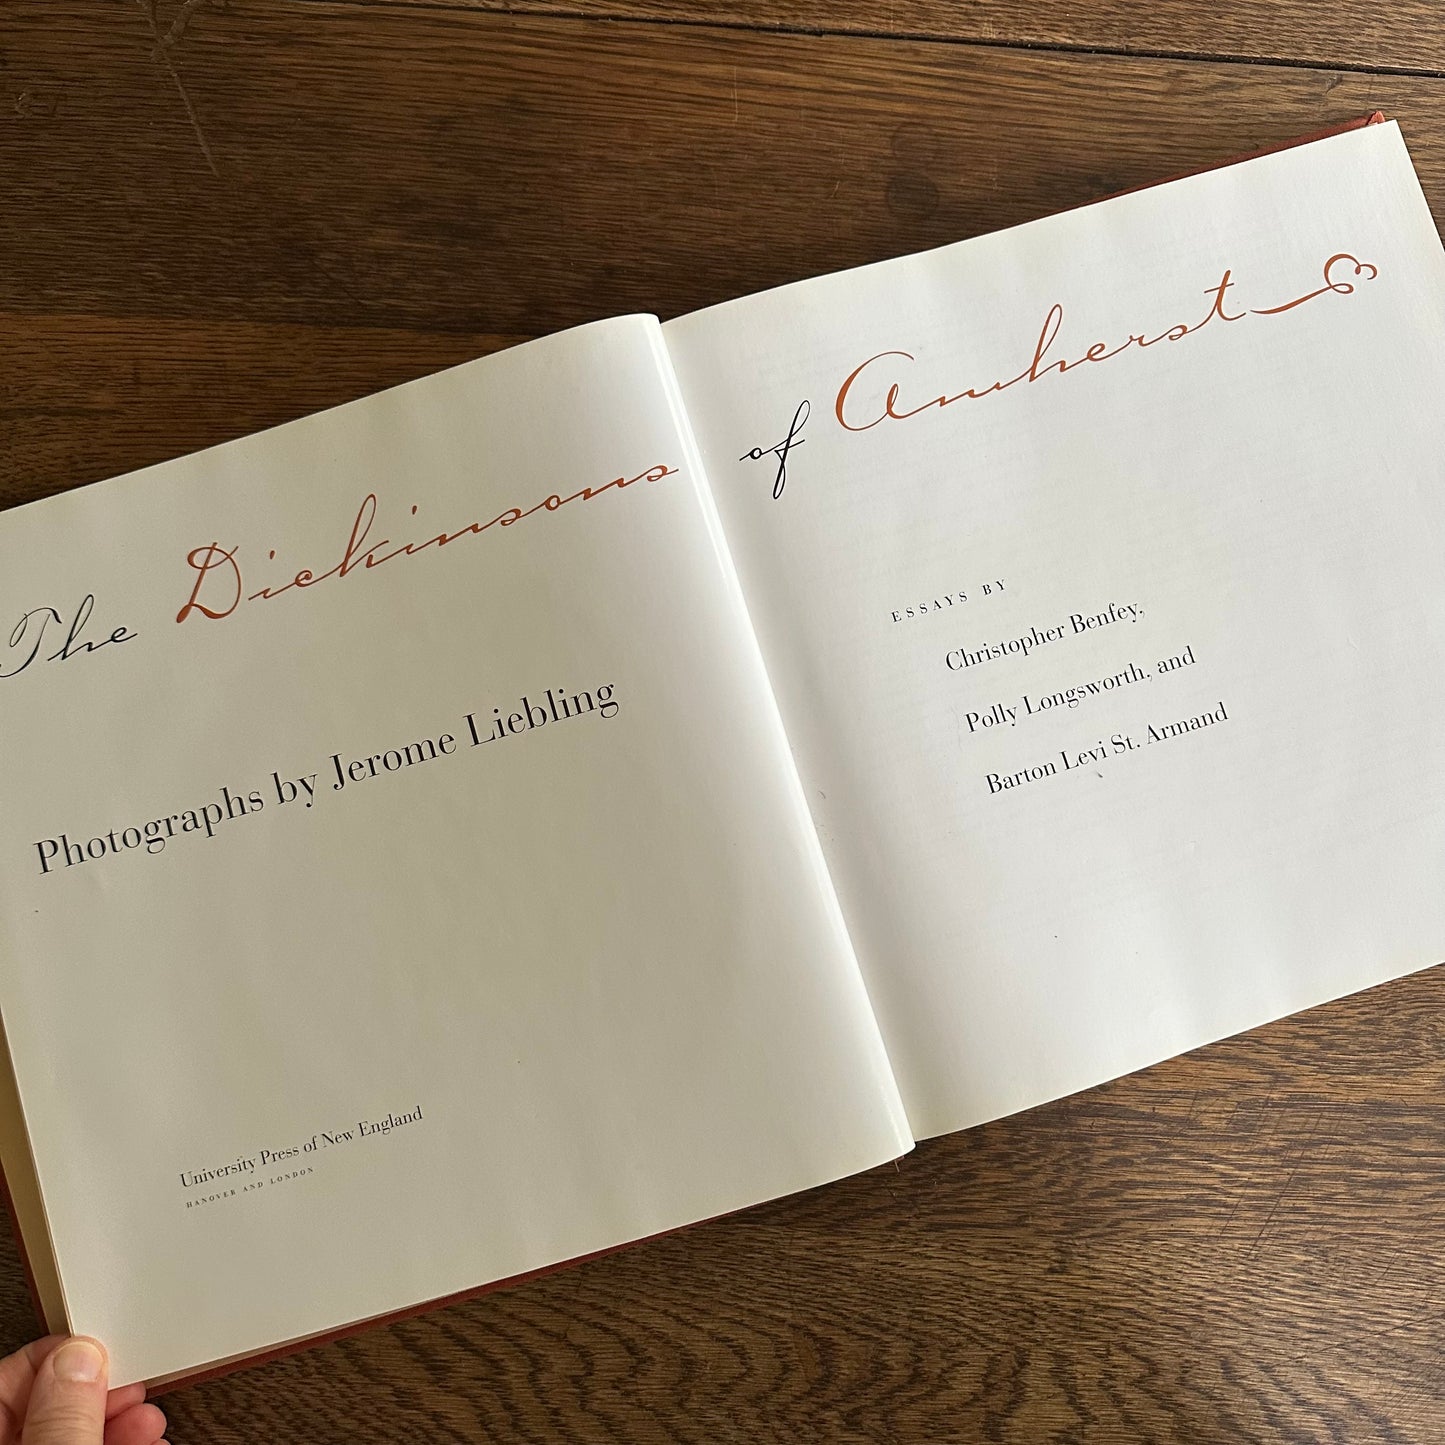 The Dickinsons of Amherst
Photographs by Jerome Liebling
University Press of New England
HANOVER AND LONDON
ESSAYS BY
Christopher Benfey,
Polly Longsworth, and
Barton Levi St. Armand